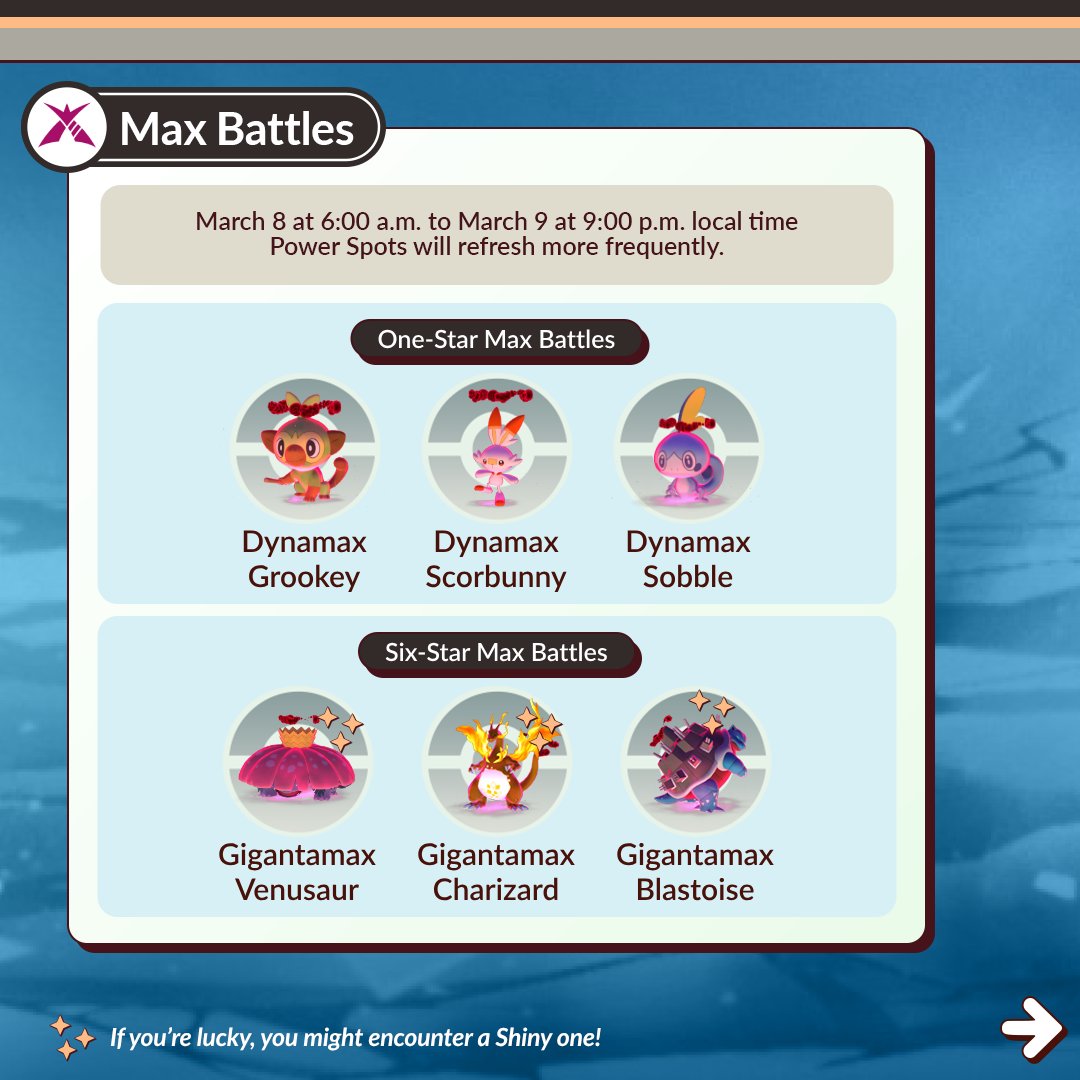 Max Battles
March 8 at 6:00 a.m. to March 9 at 9:00 p.m. local time
Power Spots will refresh more frequently.
One-Star Max Battles
Dynamax
Grookey
Dynamax
Scorbunny
Dynamax
Sobble
Six-Star Max Battles
Gigantamax
Venusaur
Gigantamax
Charizard
Gigantamax
Blastoise
If you're lucky, you might encounter a Shiny one!